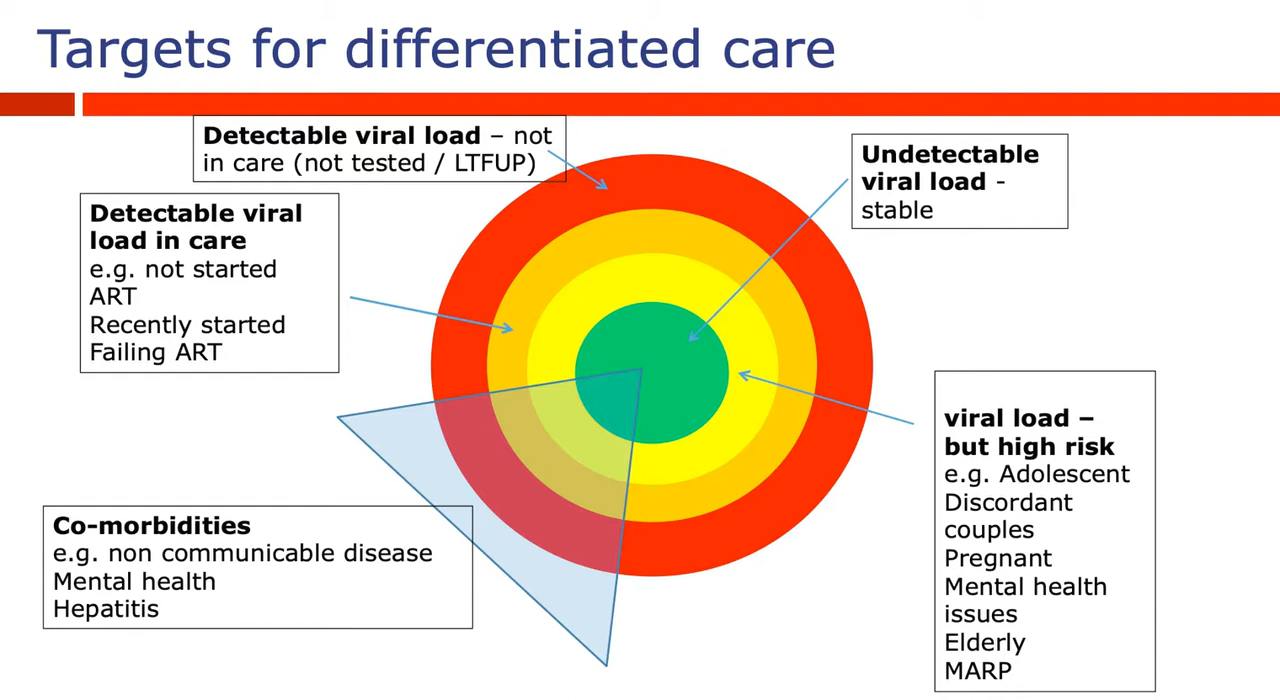 Targets for differentiated care
Detectable viral load – not
in care (not tested / LTFUP)
Detectable viral
load in care
e.g. not started
ART
Recently started
Failing ART
Undetectable
viral load -
stable
viral load –
but high risk
e.g. Adolescent
Discordant
couples
Pregnant
Mental health
issues
Elderly
MARP
Co-morbidities
e.g. non communicable disease
Mental health
Hepatitis